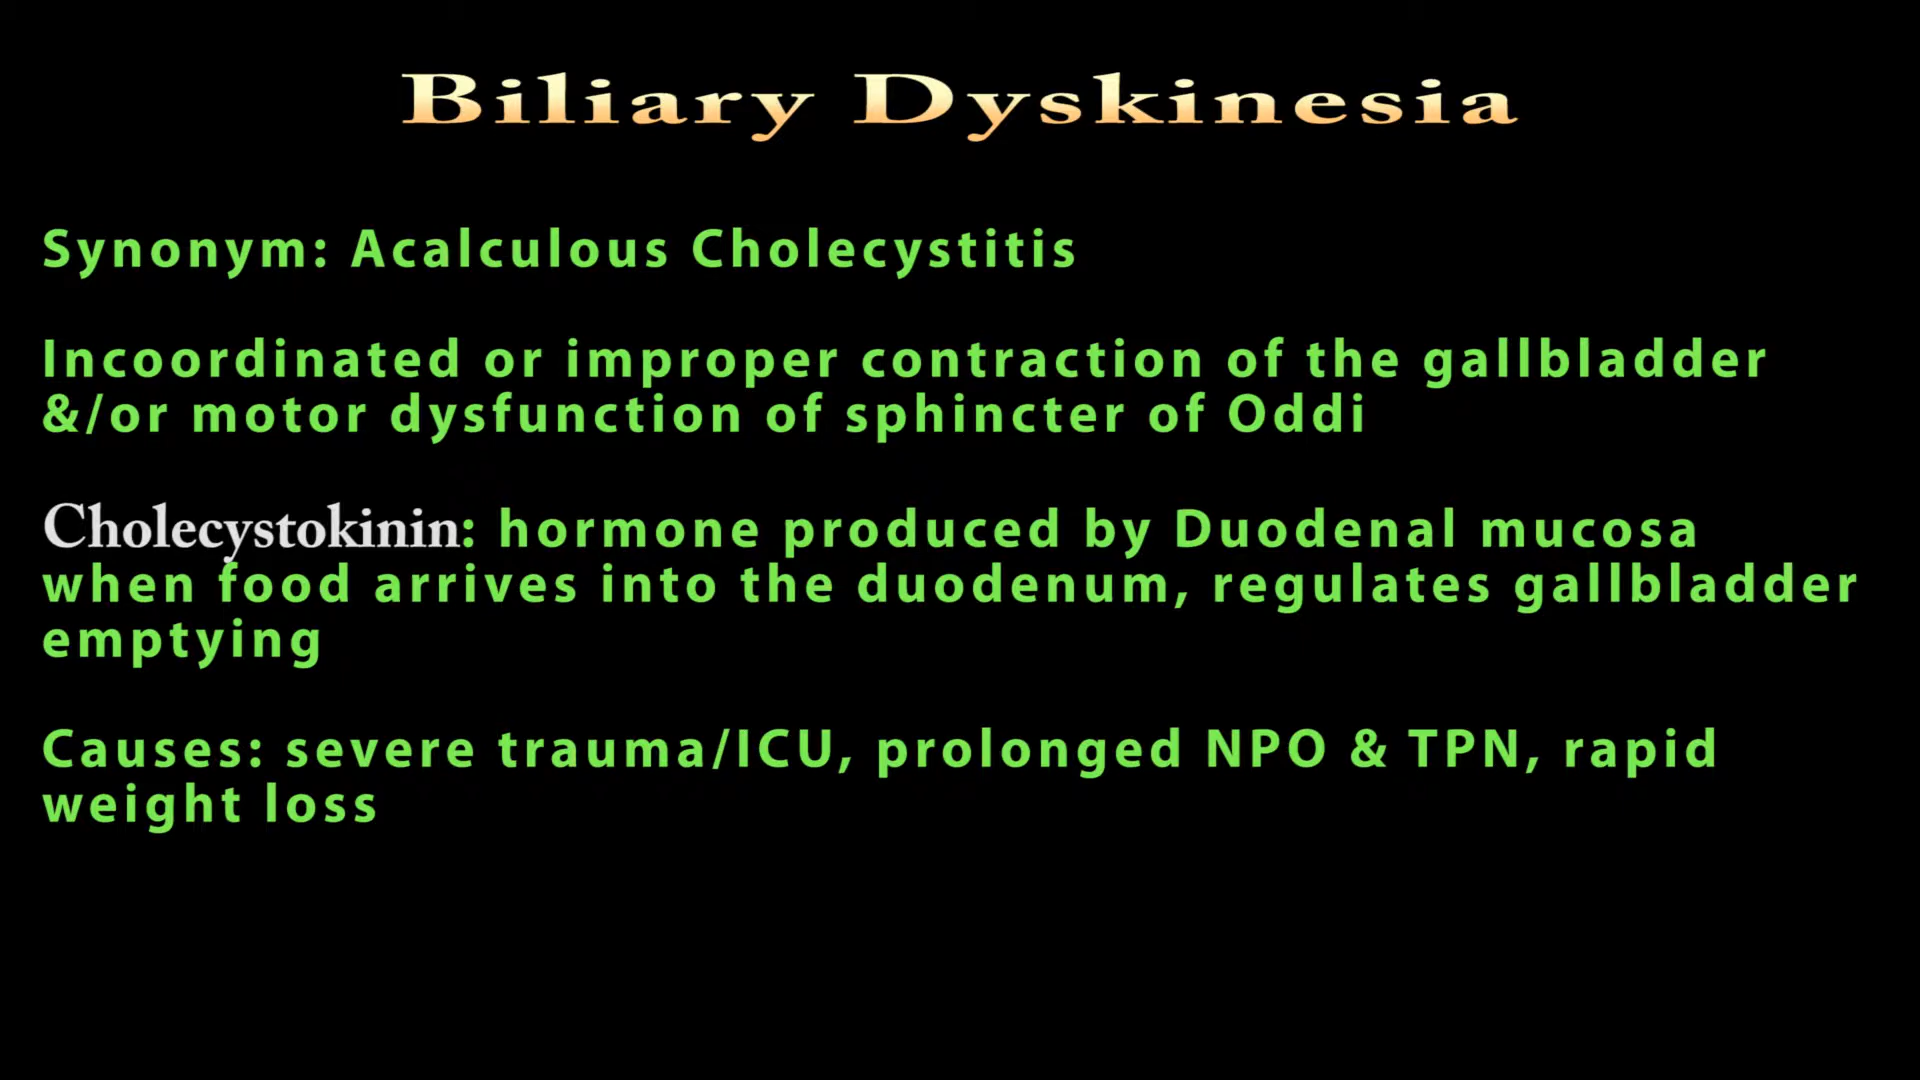 Biliary Dyskinesia
Synonym: Acalculous Cholecystitis
Incoordinated or improper contraction of the gallbladder
&/or motor dysfunction of sphincter of Oddi
Cholecystokinin: hormone produced by Duodenal mucosa
when food arrives into the duodenum, regulates gallbladder
emptying
Causes: severe trauma/ICU, prolonged NPO & TPN, rapid
weight loss